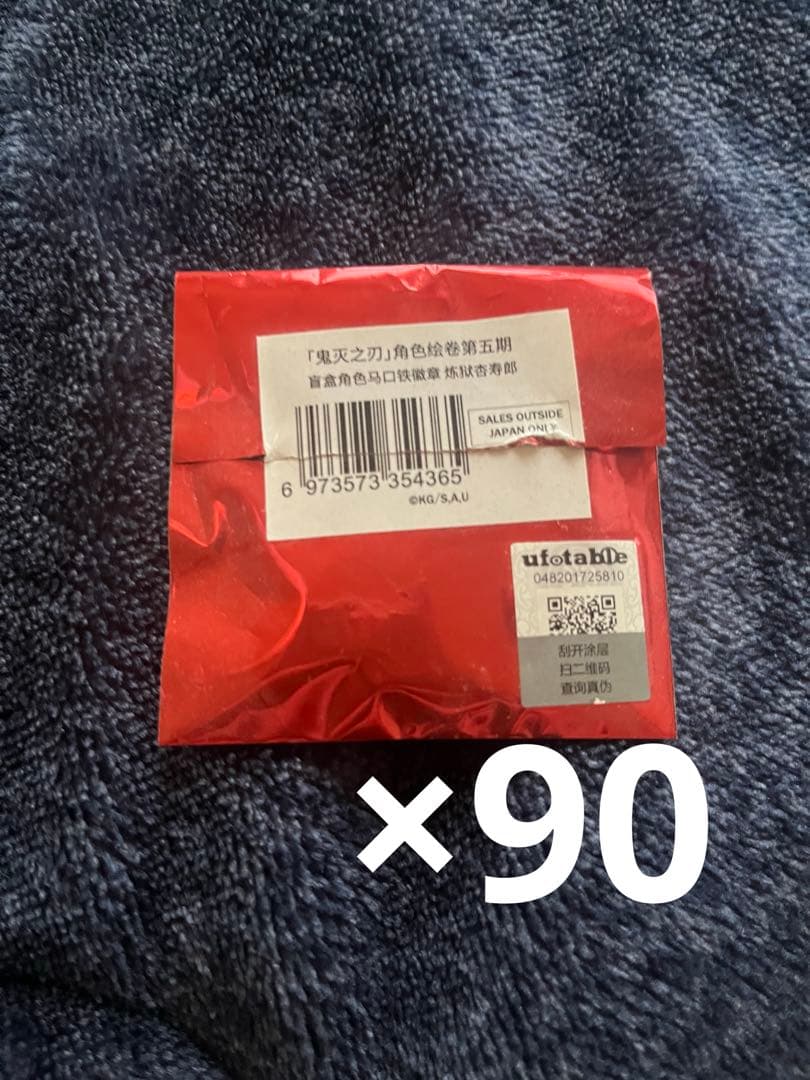 「鬼灭之刃」角色绘卷第五期
盲盒角色马口铁徽章 炼狱杏寿郎
SALES OUTSIDE
JAPAN ONLY
6 973573 354365
©KG/S,A,U
ufotable
048201725810
刮开涂层
扫二维码
查询真伪
×90